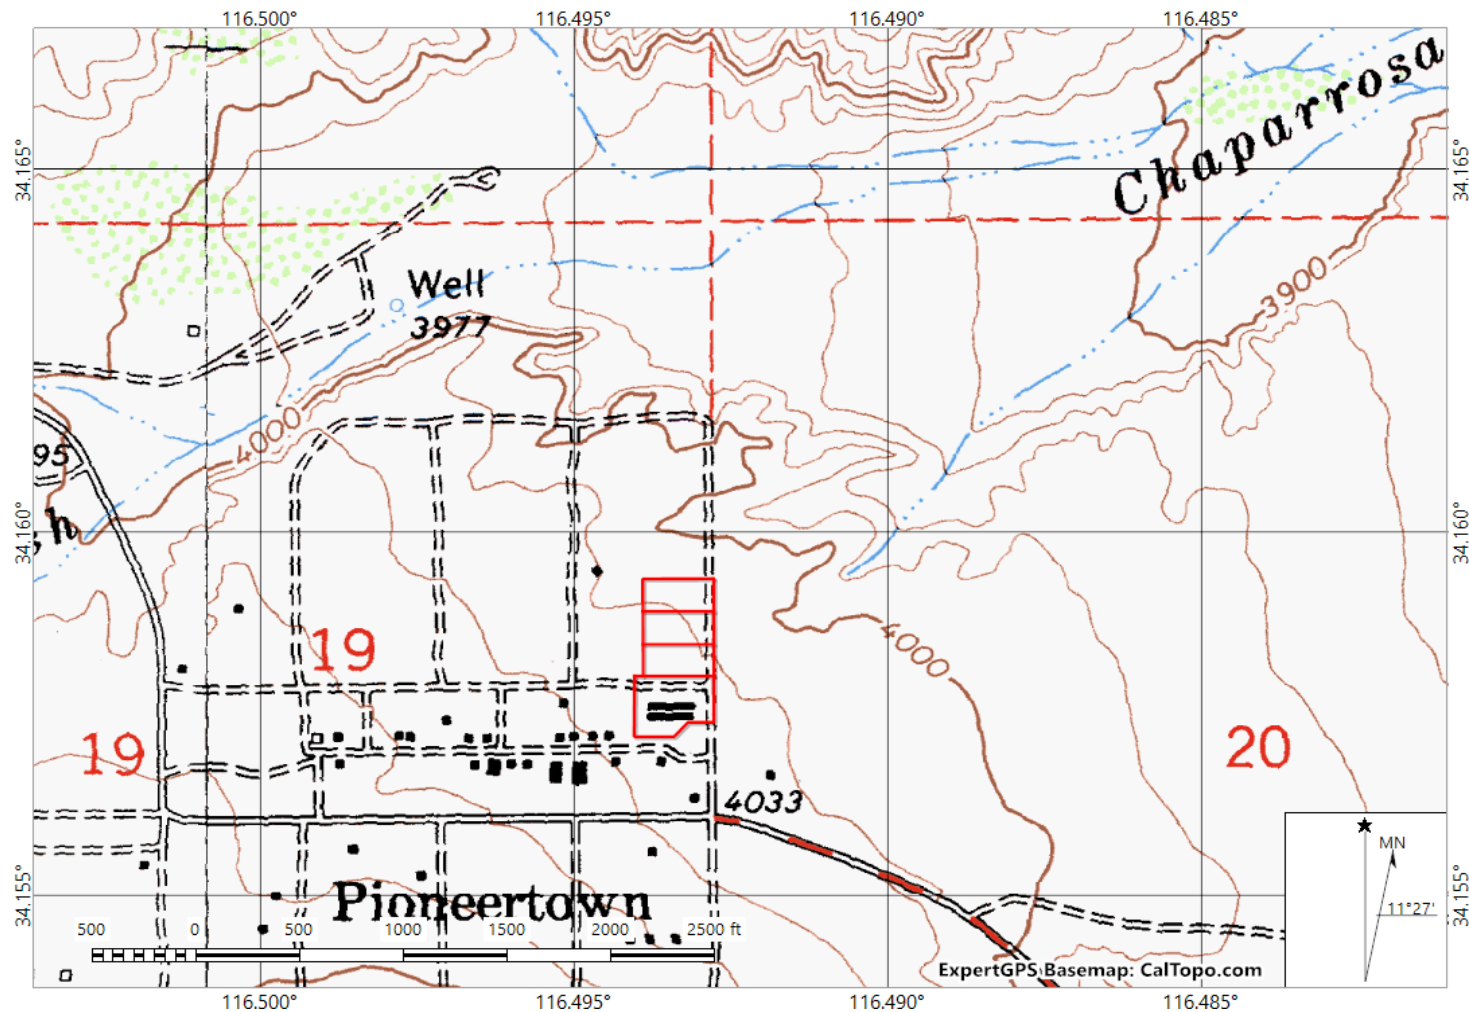 116.500° 116.495° 116.490° 116.485°
Chaparrosa
34.165° 34.165°
Well
3977
3900
4000
95
h
34.160° 34.160°
19
4000
19
20
4033
MN
11°27'
34.155° 34.155°
Pioneertown
500 0 500 1000 1500 2000 2500 ft
ExpertGPS Basemap: CalTopo.com
116.500° 116.495° 116.490° 116.485°